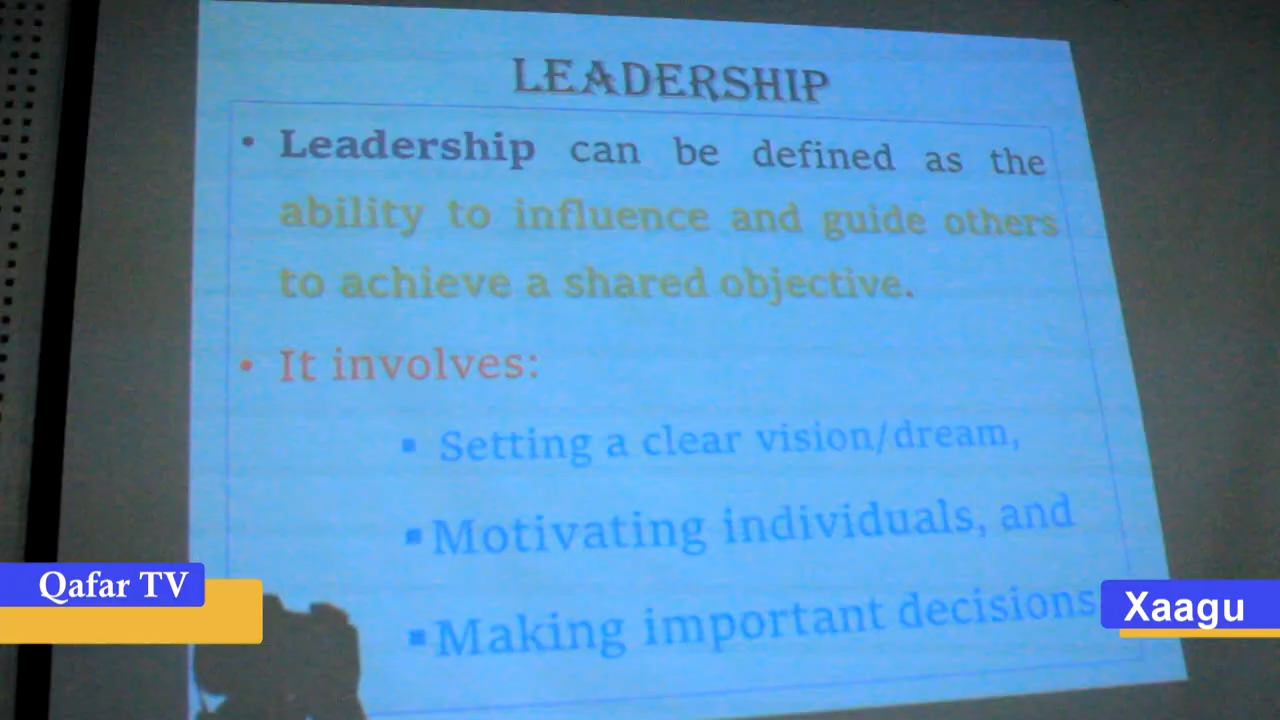 LEADERSHIP
• Leadership can be defined as the
ability to influence and guide others
to achieve a shared objective.
• It involves:
▪ Setting a clear vision/dream,
▪ Motivating individuals, and
▪ Making important decisions
Qafar TV
Xaagu